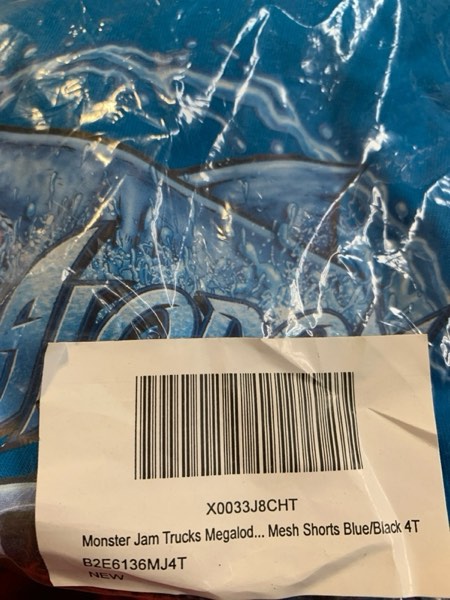 X0033J8CHT
Monster Jam Trucks Megalod... Mesh Shorts Blue/Black 4T
B2E6136MJ4T
NEW